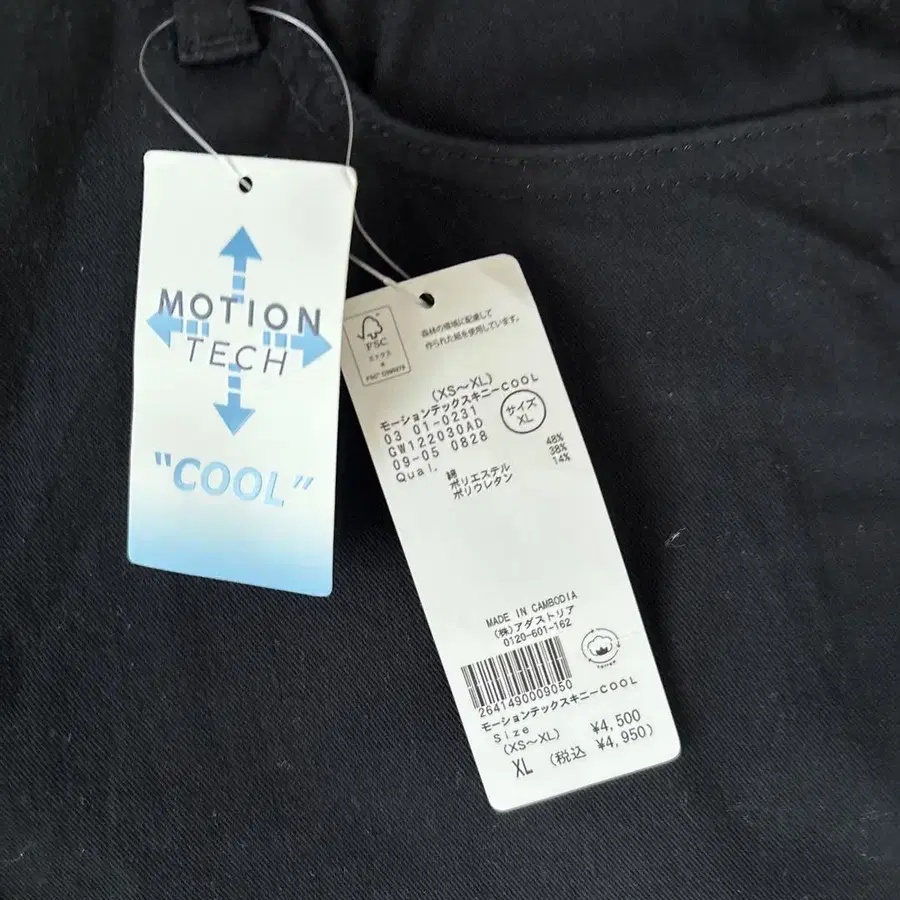 MOTION
TECH
"COOL"
FSC
ミックス
森林の環境に配慮して
作られた紙を使用しています。
(XS～XL)
モーションテックスキニーCOOL
03 01-0231
GW122030AD
09-05 0828
サイズ
XL
Qual.
綿 48%
ポリエステル 38%
ポリウレタン 14%
MADE IN CAMBODIA
(株)アダストリア
0120-601-162
2641490009050
モーションテックスキニーCOOL
Size
(XS～XL) ¥4,500
XL (税込 ¥4,950)